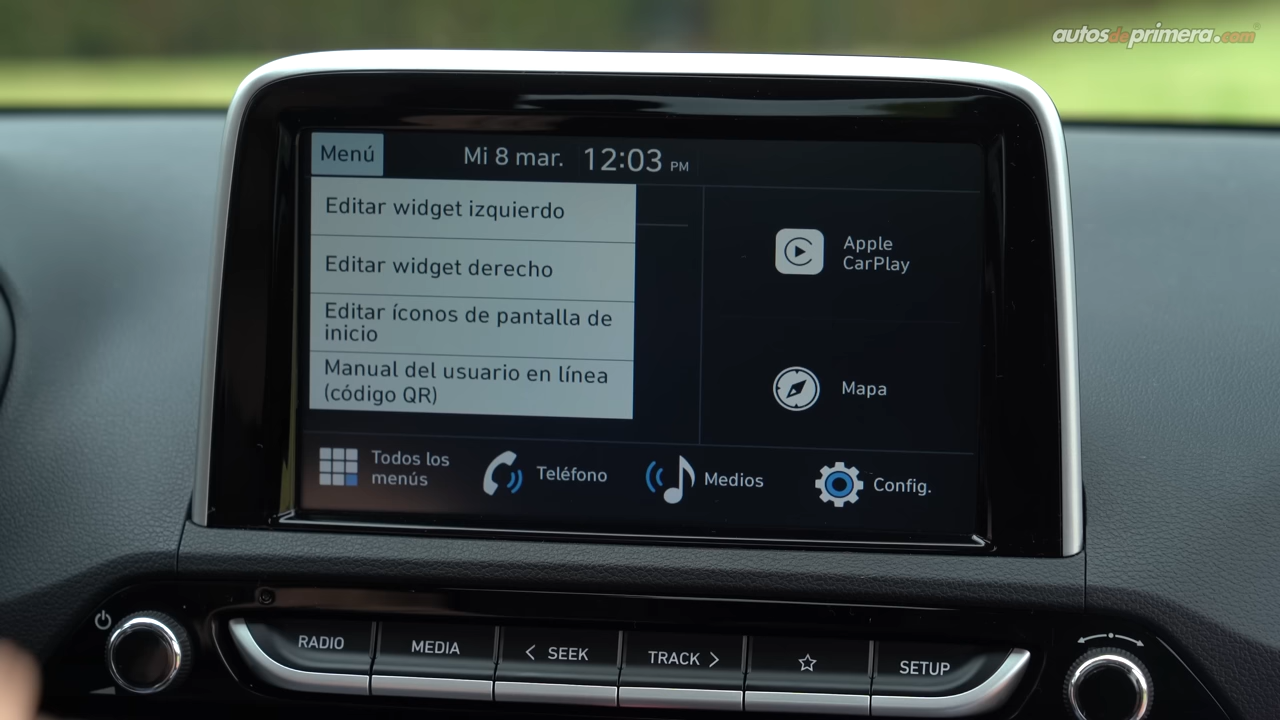 autosdeprimera.com
Menú
Mi 8 mar. 12:03 PM
Editar widget izquierdo
Editar widget derecho
Editar íconos de pantalla de
inicio
Manual del usuario en línea
(código QR)
Apple
CarPlay
Mapa
Todos los
menús
Teléfono
Medios
Config.
RADIO
MEDIA
< SEEK
TRACK >
☆
SETUP